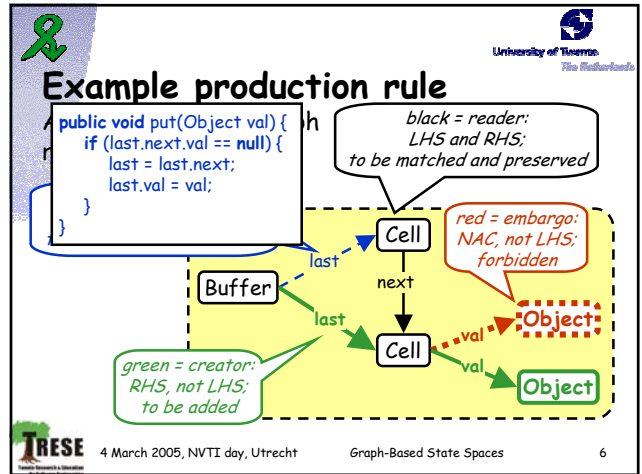 University of Twente
The Netherlands
Example production rule
public void put(Object val) {
if (last.next.val == null) {
last = last.next;
last.val = val;
}
}
black = reader:
LHS and RHS;
to be matched and preserved
red = embargo:
NAC, not LHS;
forbidden
Cell
last
Buffer
next
last
Object
val
Cell
val
Object
green = creator:
RHS, not LHS;
to be added
TRESE
4 March 2005, NVTI day, Utrecht
Graph-Based State Spaces
6